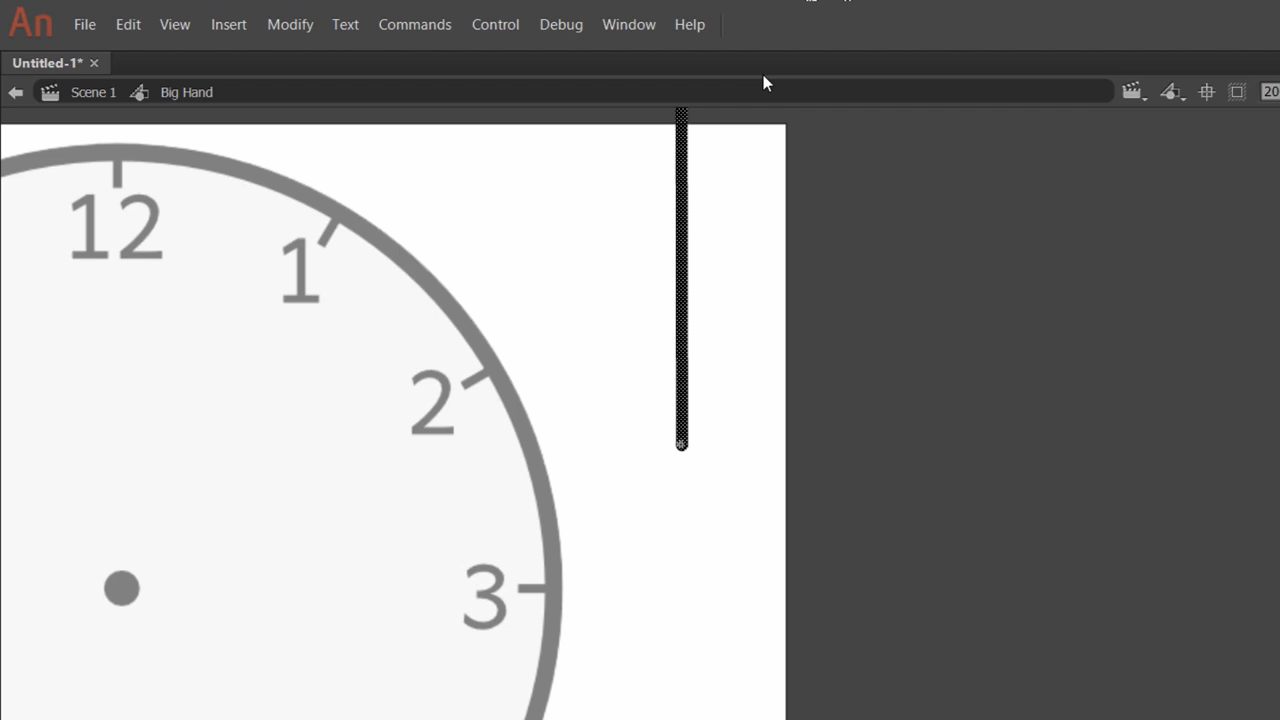 An File Edit View Insert Modify Text Commands Control Debug Window Help
Untitled-1* ×
Scene 1 Big Hand 20
12
1
2
3